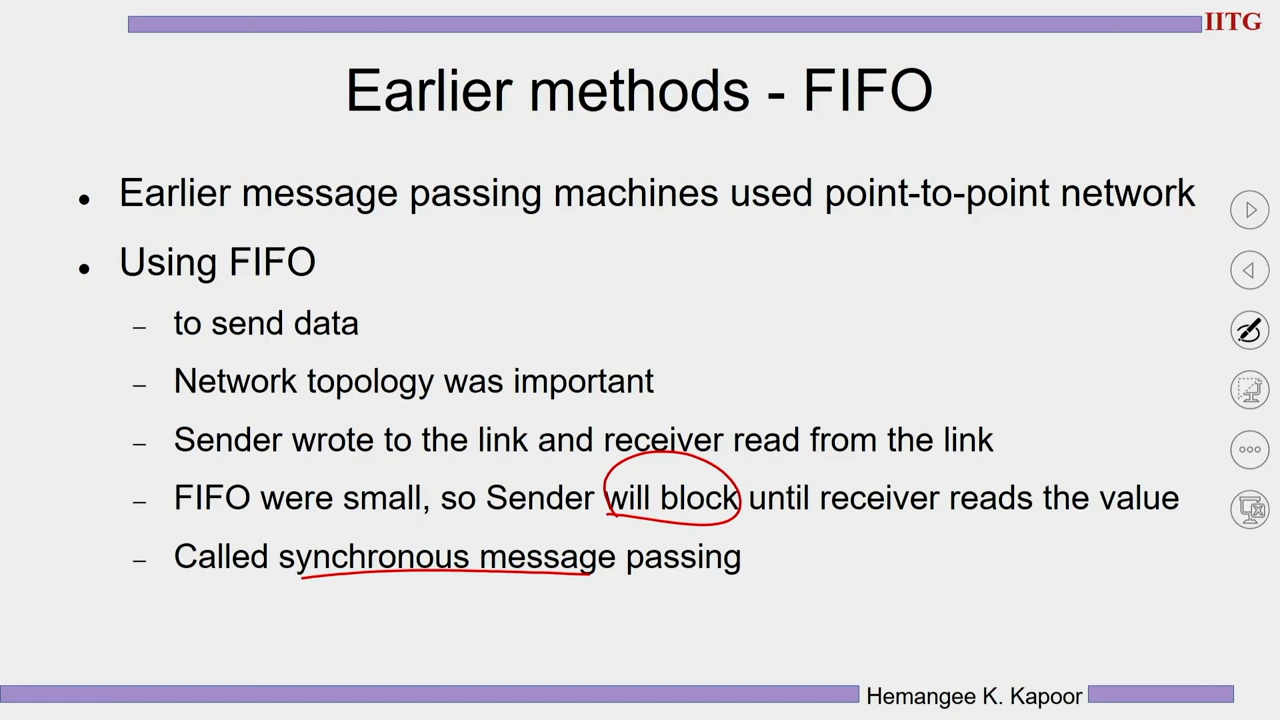 IITG
Earlier methods - FIFO
● Earlier message passing machines used point-to-point network
● Using FIFO
– to send data
– Network topology was important
– Sender wrote to the link and receiver read from the link
– FIFO were small, so Sender will block until receiver reads the value
– Called synchronous message passing
Hemangee K. Kapoor